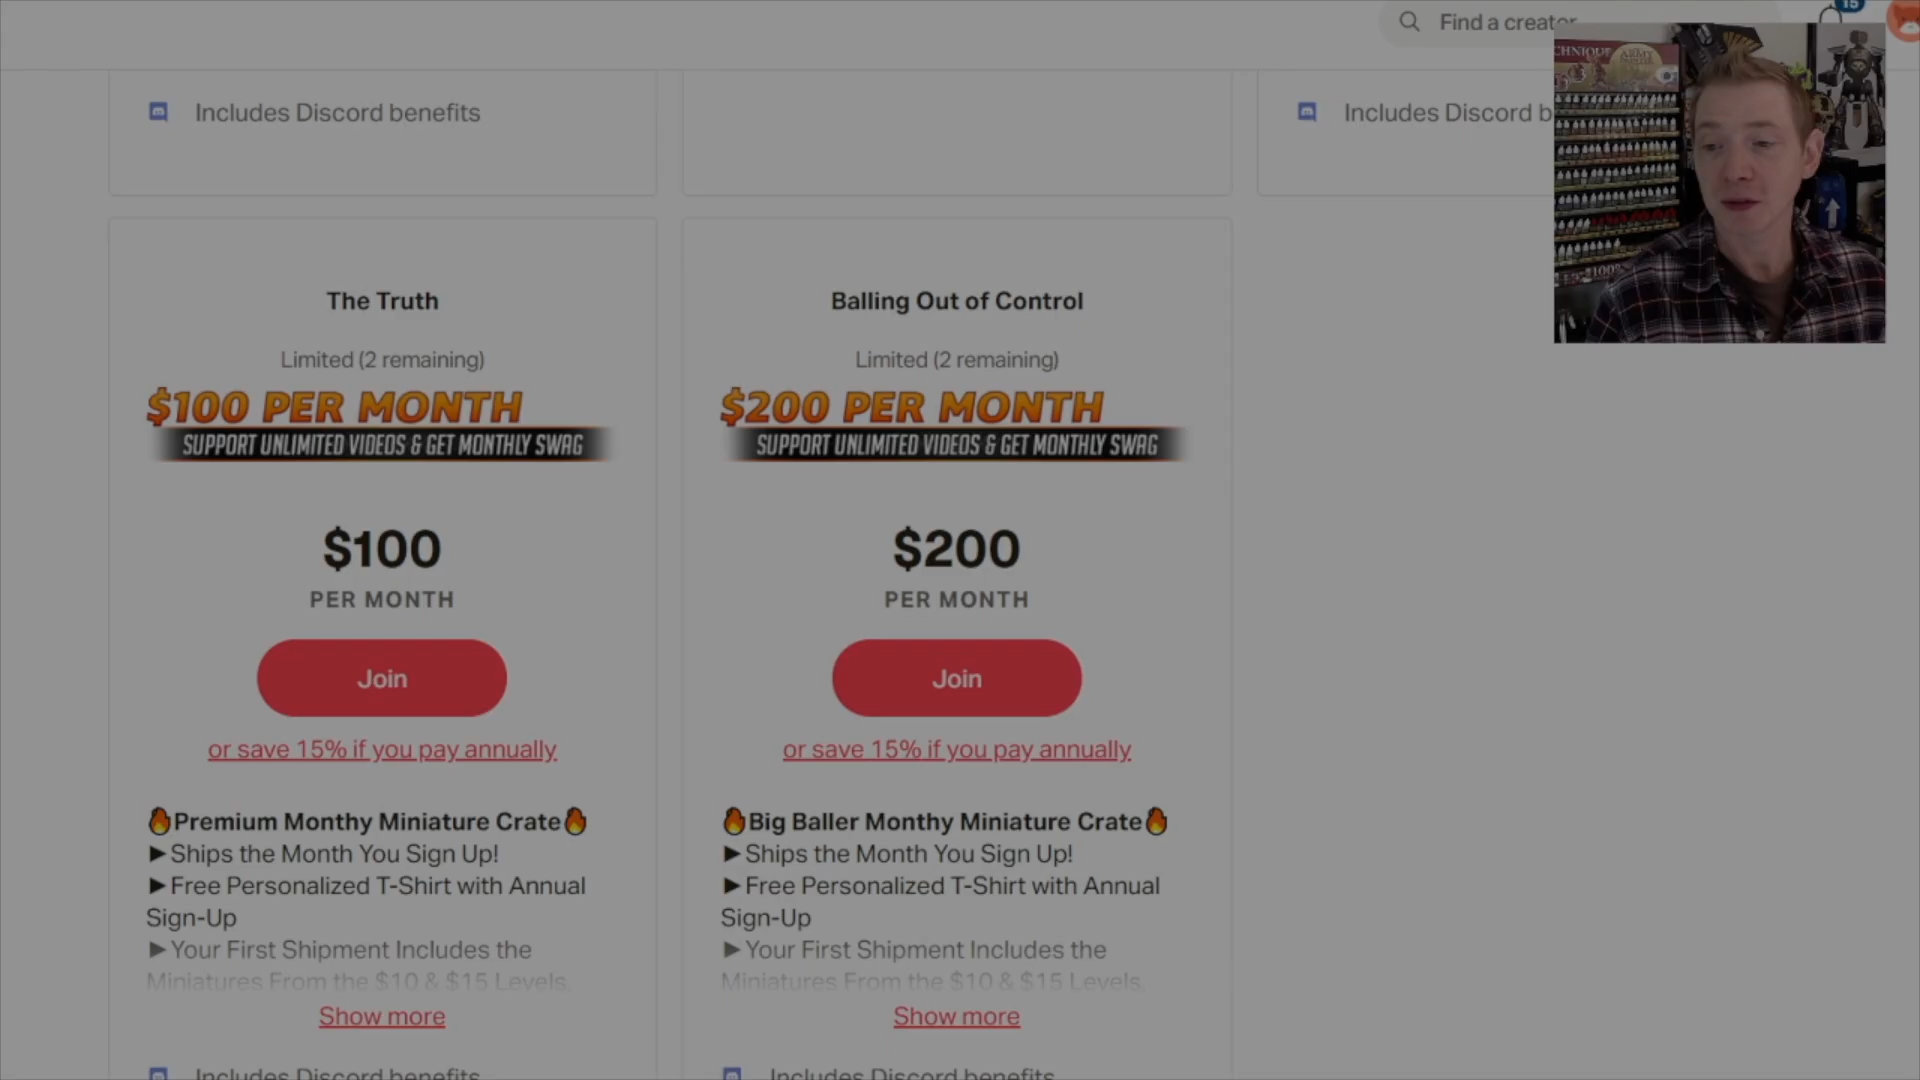 Find a creator
15
Includes Discord benefits
Includes Discord b
CHNIQUE
ARMY
The Truth
Limited (2 remaining)
$100 PER MONTH
SUPPORT UNLIMITED VIDEOS & GET MONTHLY SWAG
$100
PER MONTH
Join
or save 15% if you pay annually
🔥Premium Monthy Miniature Crate🔥
►Ships the Month You Sign Up!
►Free Personalized T-Shirt with Annual
Sign-Up
►Your First Shipment Includes the
Miniatures From the $10 & $15 Levels.
Show more
Includes Discord benefits
Balling Out of Control
Limited (2 remaining)
$200 PER MONTH
SUPPORT UNLIMITED VIDEOS & GET MONTHLY SWAG
$200
PER MONTH
Join
or save 15% if you pay annually
🔥Big Baller Monthy Miniature Crate🔥
►Ships the Month You Sign Up!
►Free Personalized T-Shirt with Annual
Sign-Up
►Your First Shipment Includes the
Miniatures From the $10 & $15 Levels.
Show more
Includes Discord benefits